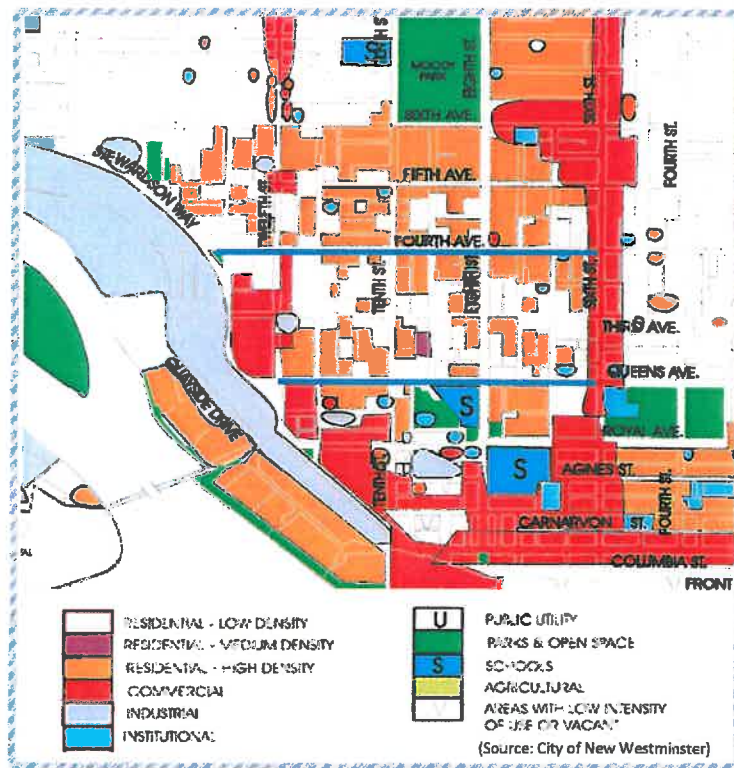 MOODY
PARK
EIGHTH ST.
SIXTH AVE.
SIXTH ST.
FOURTH ST.
STEWARDSON WAY
FIFTH AVE.
TWELFTH ST.
FOURTH AVE.
TENTH ST.
EIGHTH ST.
SIXTH ST.
THIRD AVE.
QUAYSIDE DRIVE
QUEENS AVE.
S
ROYAL AVE.
S
AGNES ST.
TENTH ST.
FOURTH ST.
CARNARVON ST.
COLUMBIA ST.
FRONT
RESIDENTIAL - LOW DENSITY
RESIDENTIAL - MEDIUM DENSITY
RESIDENTIAL - HIGH DENSITY
COMMERCIAL
INDUSTRIAL
INSTITUTIONAL
U PUBLIC UTILITY
PARKS & OPEN SPACE
S SCHOOLS
AGRICULTURAL
V AREAS WITH LOW INTENSITY
OF USE OR VACANT
(Source: City of New Westminster)